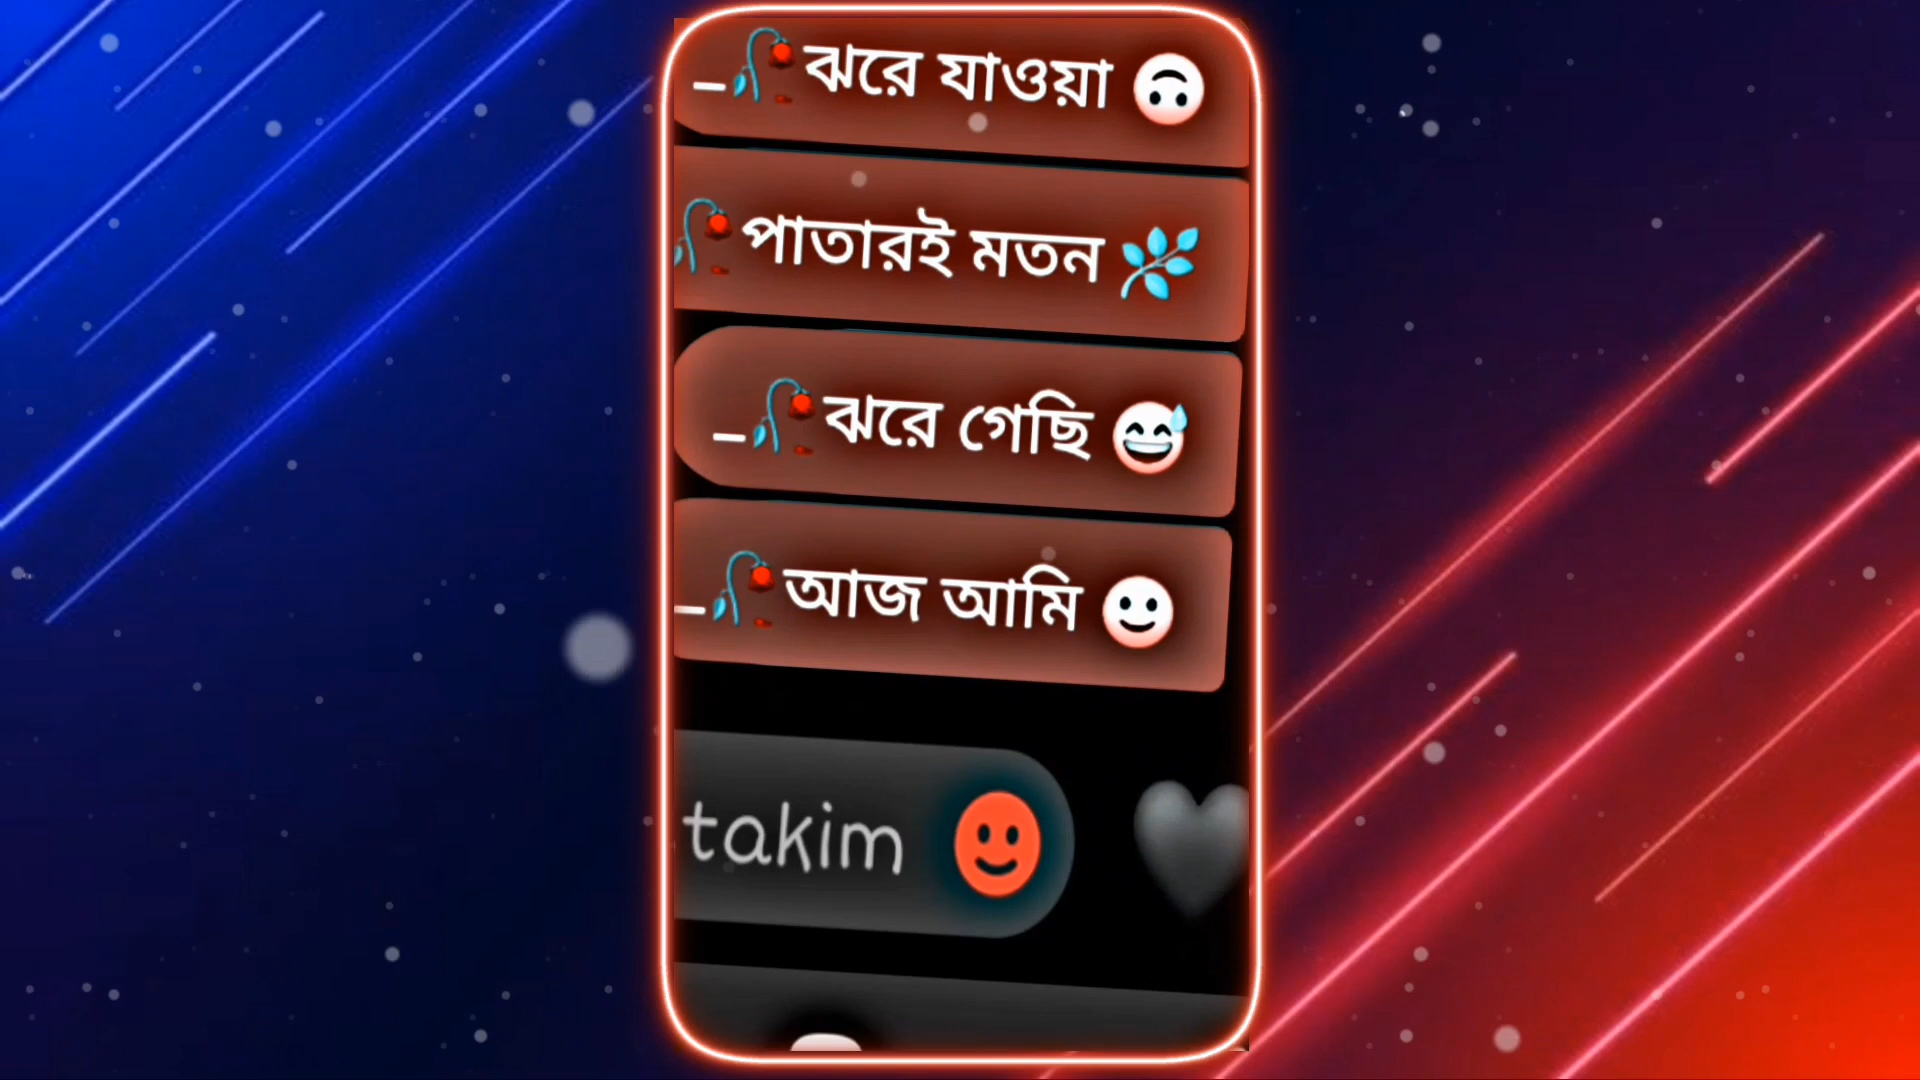 _🥀ঝরে যাওয়া 🙃
🥀পাতারই মতন 🌿
_🥀ঝরে গেছি 😅
_🥀আজ আমি 🙂
takim 🙂